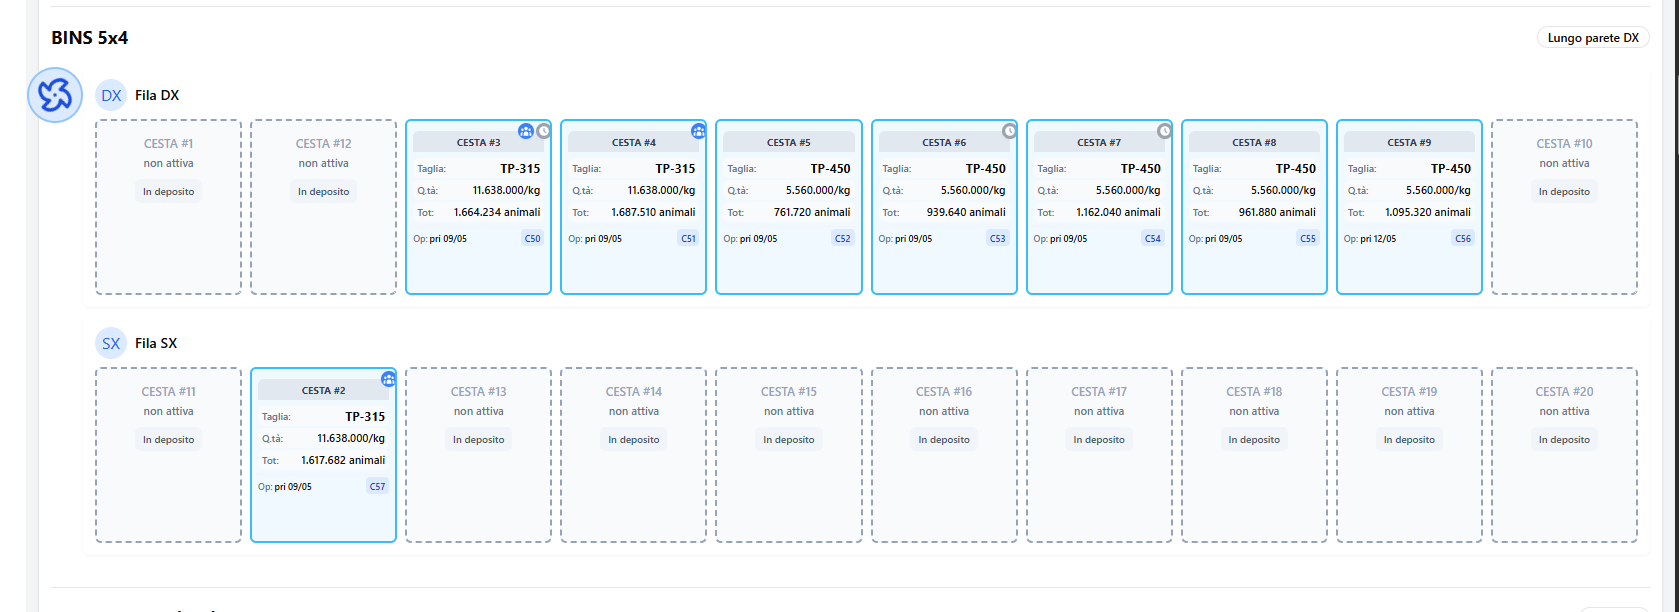 BINS 5x4
Lungo parete DX
DX Fila DX
CESTA #1
non attiva
In deposito
CESTA #12
non attiva
In deposito
CESTA #3
Taglia: TP-315
Q.tà: 11.638.000/kg
Tot: 1.664.234 animali
Op: pri 09/05 C50
CESTA #4
Taglia: TP-315
Q.tà: 11.638.000/kg
Tot: 1.687.510 animali
Op: pri 09/05 C51
CESTA #5
Taglia: TP-450
Q.tà: 5.560.000/kg
Tot: 761.720 animali
Op: pri 09/05 C52
CESTA #6
Taglia: TP-450
Q.tà: 5.560.000/kg
Tot: 939.640 animali
Op: pri 09/05 C53
CESTA #7
Taglia: TP-450
Q.tà: 5.560.000/kg
Tot: 1.162.040 animali
Op: pri 09/05 C54
CESTA #8
Taglia: TP-450
Q.tà: 5.560.000/kg
Tot: 961.880 animali
Op: pri 09/05 C55
CESTA #9
Taglia: TP-450
Q.tà: 5.560.000/kg
Tot: 1.095.320 animali
Op: pri 12/05 C56
CESTA #10
non attiva
In deposito
SX Fila SX
CESTA #11
non attiva
In deposito
CESTA #2
Taglia: TP-315
Q.tà: 11.638.000/kg
Tot: 1.617.682 animali
Op: pri 09/05 C57
CESTA #13
non attiva
In deposito
CESTA #14
non attiva
In deposito
CESTA #15
non attiva
In deposito
CESTA #16
non attiva
In deposito
CESTA #17
non attiva
In deposito
CESTA #18
non attiva
In deposito
CESTA #19
non attiva
In deposito
CESTA #20
non attiva
In deposito